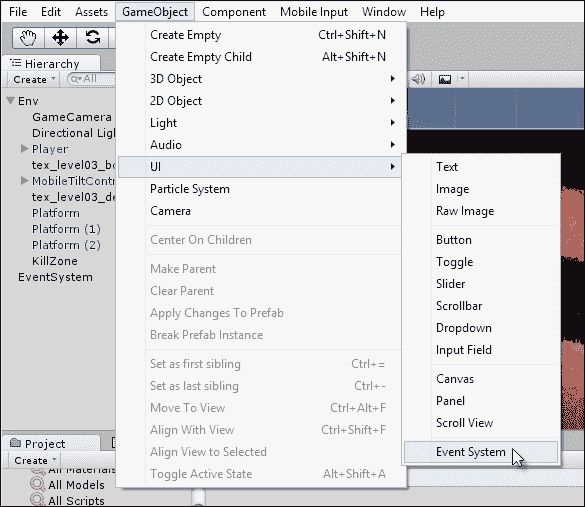 File Edit Assets GameObject Component Mobile Input Window Help
Hierarchy
Create All
Env
GameCamera
Directional Ligh
Player
tex_level03_b
MobileTiltContr
tex_level03_de
Platform
Platform (1)
Platform (2)
KillZone
EventSystem
Create Empty Ctrl+Shift+N
Create Empty Child Alt+Shift+N
3D Object
2D Object
Light
Audio
UI
Particle System
Camera
Center On Children
Make Parent
Clear Parent
Apply Changes To Prefab
Break Prefab Instance
Set as first sibling Ctrl+=
Set as last sibling Ctrl+-
Move To View Ctrl+Alt+F
Align With View Ctrl+Shift+F
Align View to Selected
Toggle Active State Alt+Shift+A
Text
Image
Raw Image
Button
Toggle
Slider
Scrollbar
Dropdown
Input Field
Canvas
Panel
Scroll View
Event System
Project
Create
All Materials
All Models
All Scripts